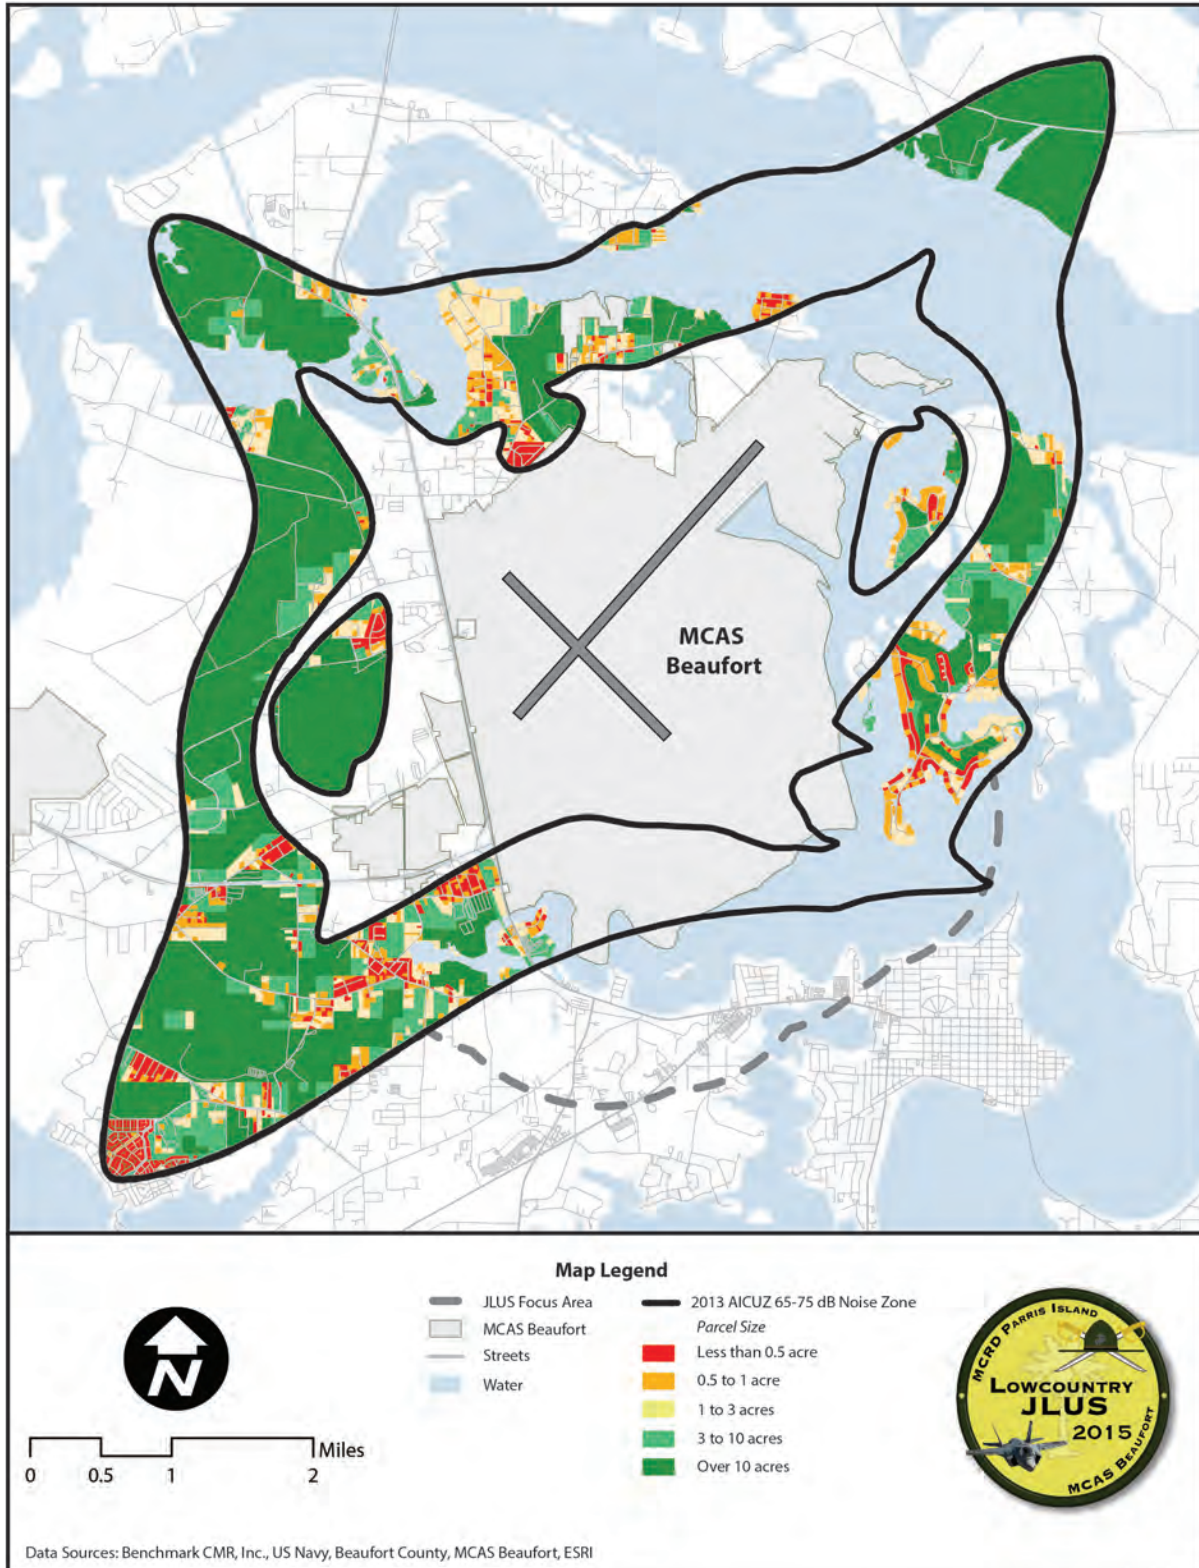 MCAS
Beaufort
Map Legend
JLUS Focus Area
MCAS Beaufort
Streets
Water
2013 AICUZ 65-75 dB Noise Zone
Parcel Size
Less than 0.5 acre
0.5 to 1 acre
1 to 3 acres
3 to 10 acres
Over 10 acres
N
Miles
0 0.5 1 2
MCRD PARRIS ISLAND
LOWCOUNTRY
JLUS
2015
MCAS BEAUFORT
Data Sources: Benchmark CMR, Inc., US Navy, Beaufort County, MCAS Beaufort, ESRI